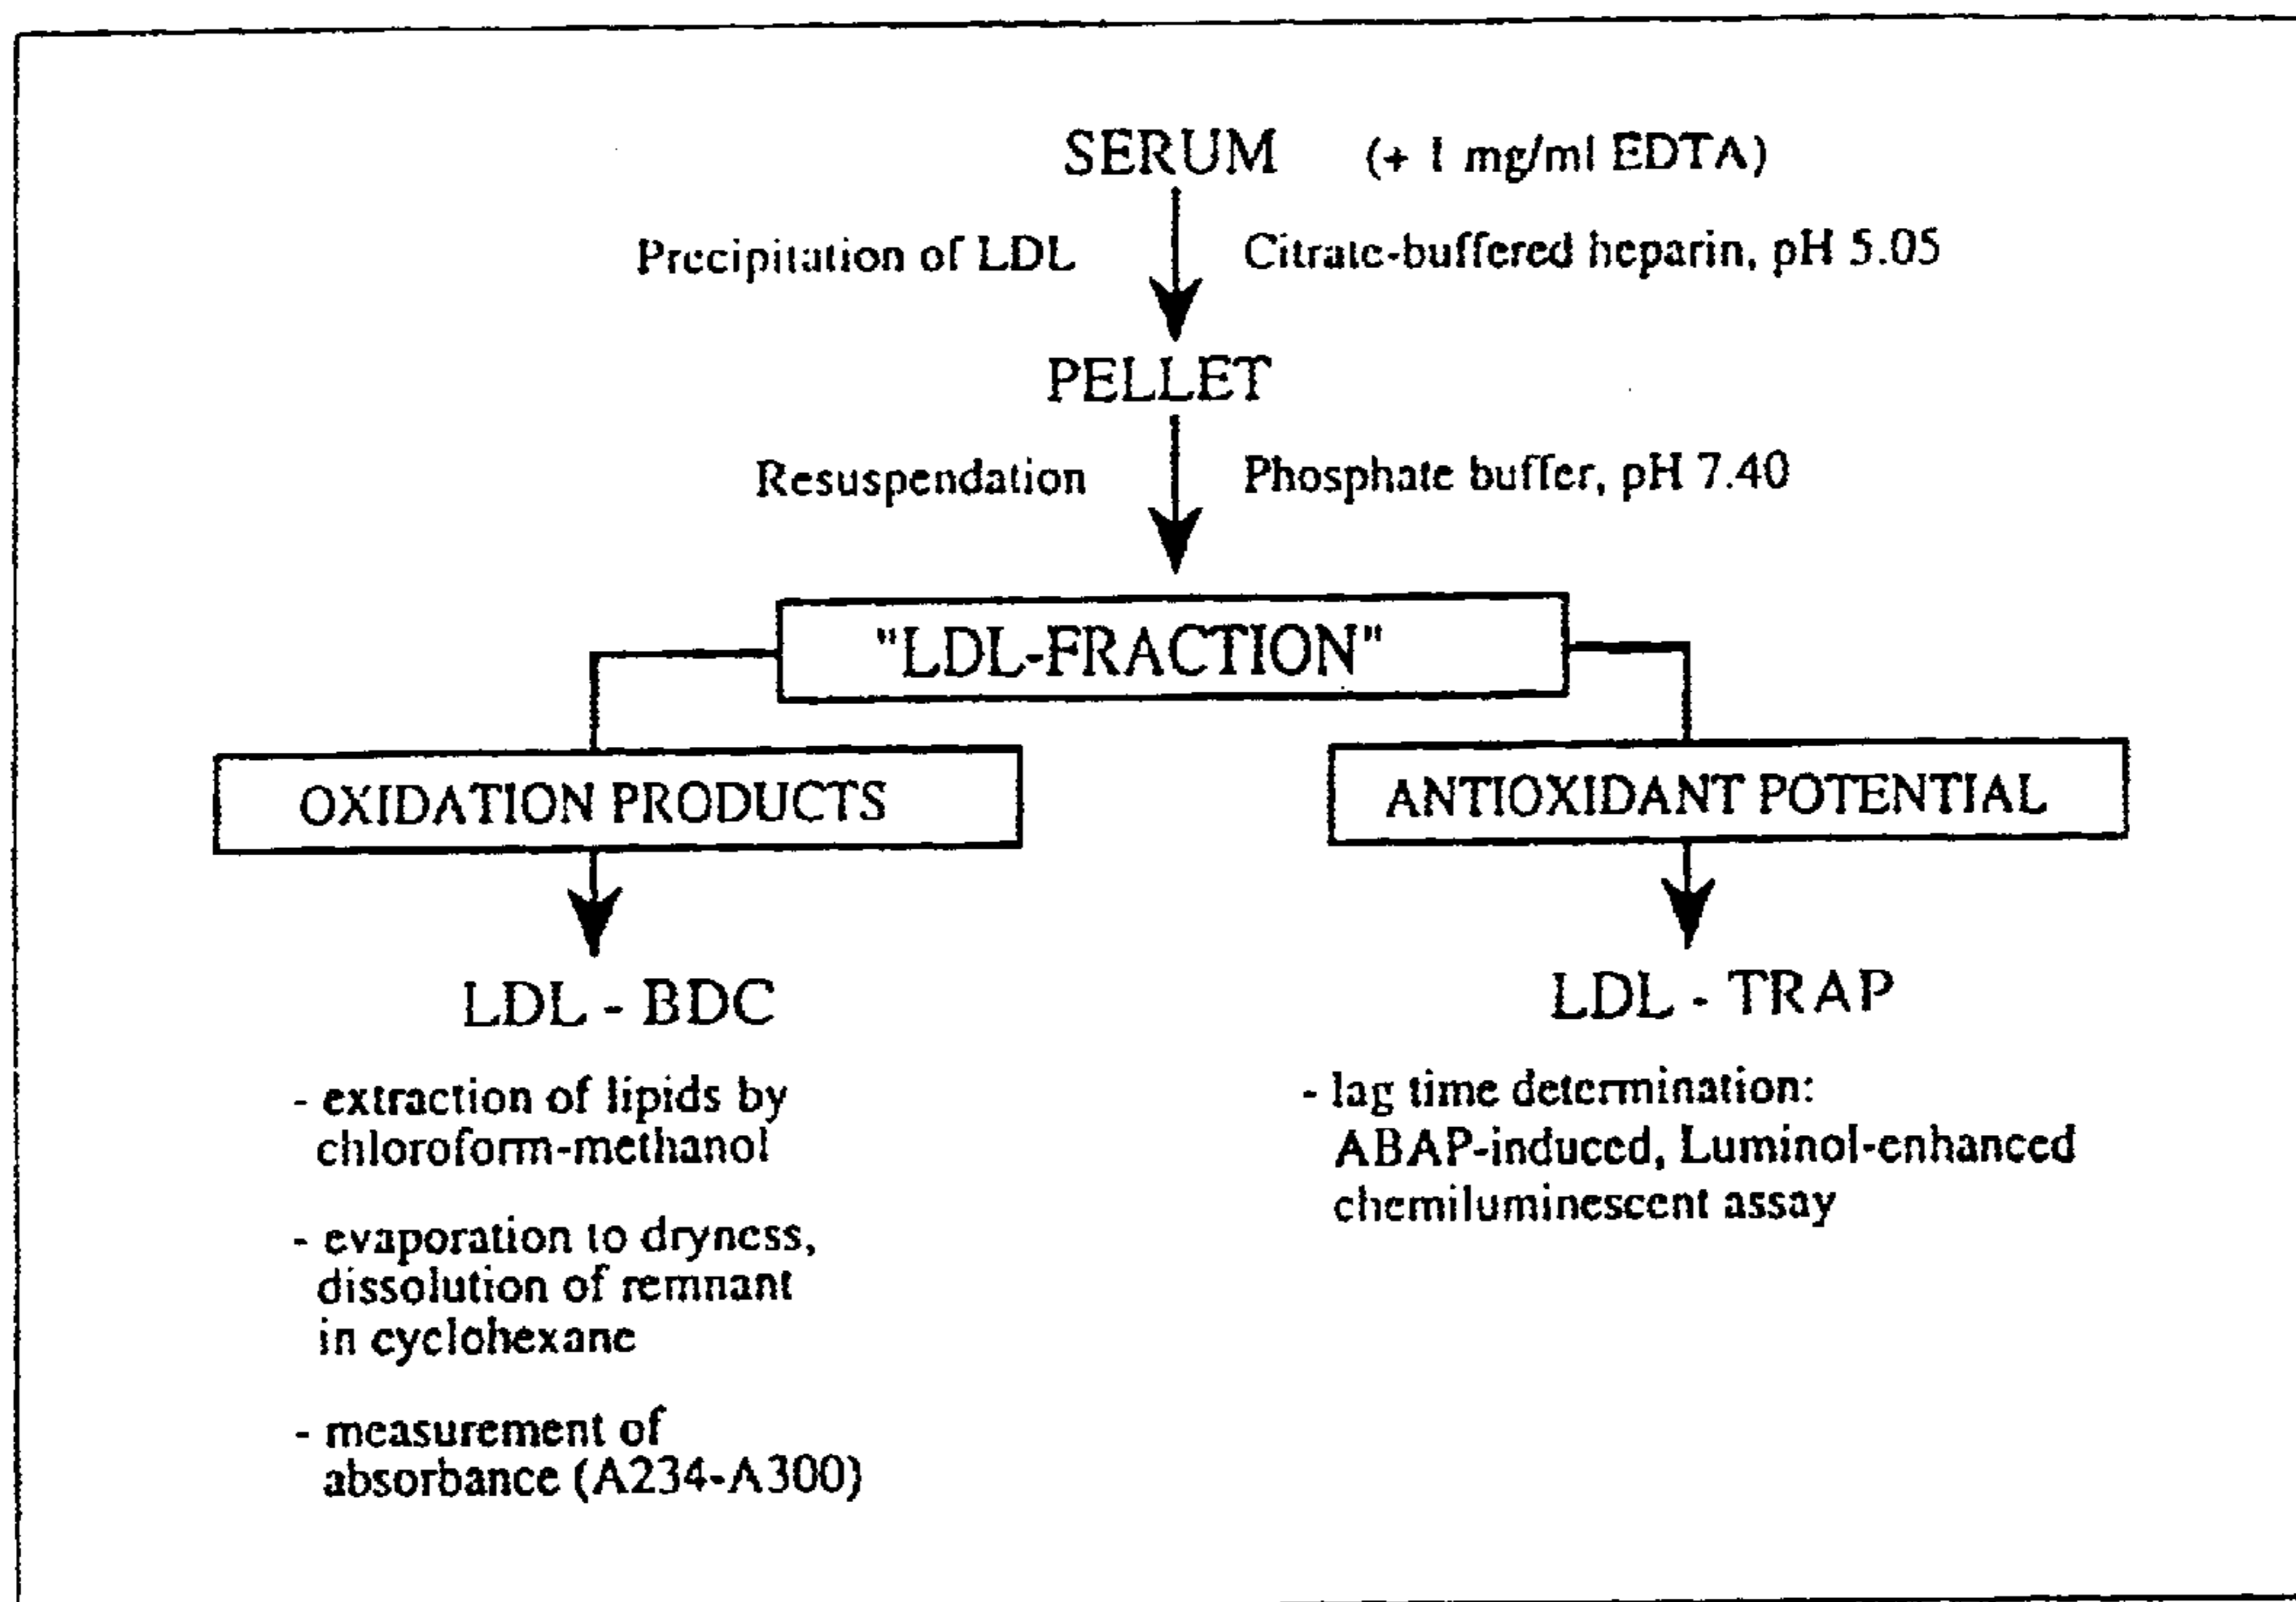 SERUM (+ 1 mg/ml EDTA)
Precipitation of LDL Citrate-buffered heparin, pH 5.05
PELLET
Resuspendation Phosphate buffer, pH 7.40
"LDL-FRACTION"
OXIDATION PRODUCTS
LDL - BDC
- extraction of lipids by
chloroform-methanol
- evaporation to dryness,
dissolution of remnant
in cyclohexane
- measurement of
absorbance (A234-A300)
ANTIOXIDANT POTENTIAL
LDL - TRAP
- lag time determination:
ABAP-induced, Luminol-enhanced
chemiluminescent assay